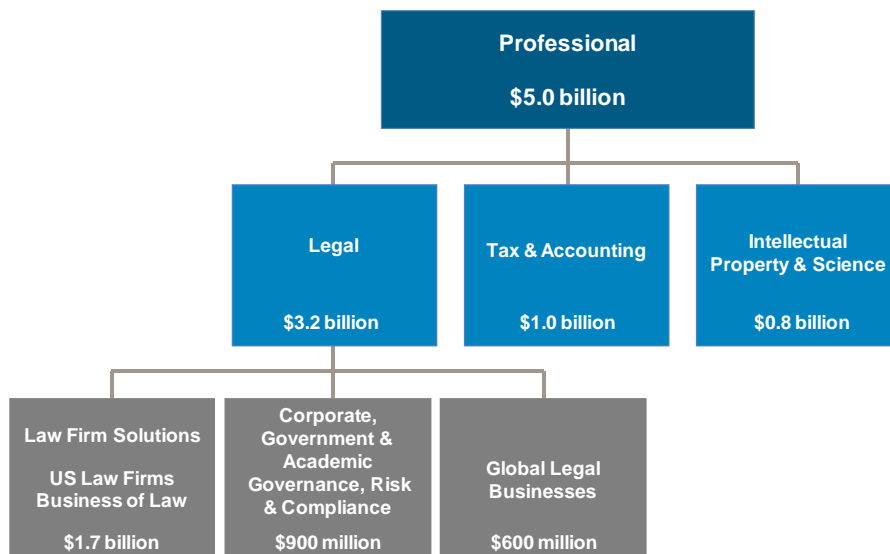 Professional
$5.0 billion
Legal
$3.2 billion
Tax & Accounting
$1.0 billion
Intellectual
Property & Science
$0.8 billion
Law Firm Solutions
US Law Firms
Business of Law
$1.7 billion
Corporate,
Government &
Academic
Governance, Risk
& Compliance
$900 million
Global Legal
Businesses
$600 million